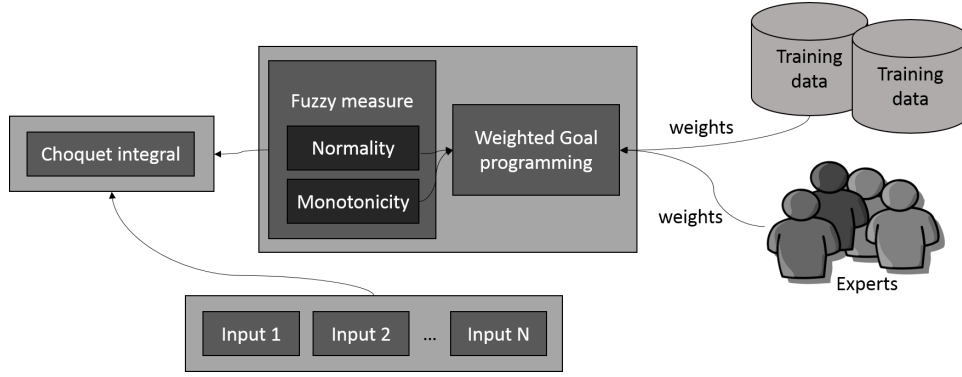 Training
data
Training
data
Fuzzy measure
Normality
Monotonicity
Weighted Goal
programming
weights
weights
Choquet integral
Experts
Input 1
Input 2
...
Input N